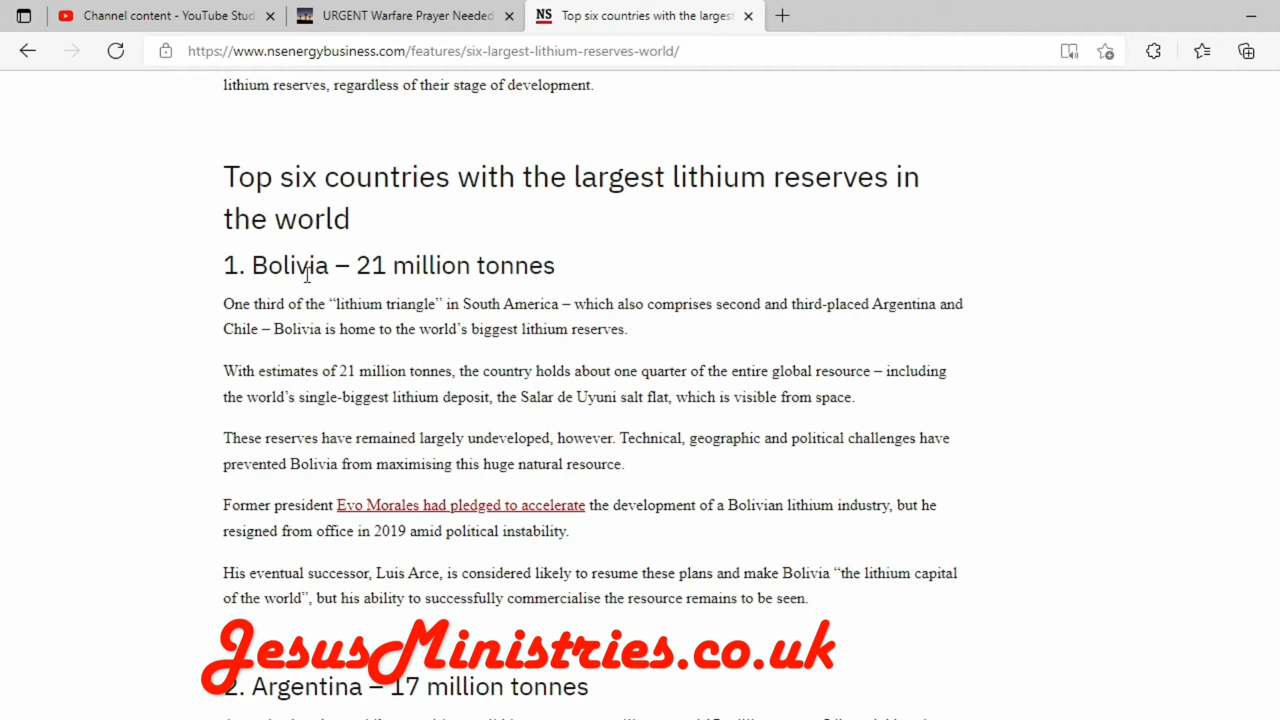 Channel content - YouTube Stud
URGENT Warfare Prayer Needed
NS Top six countries with the largest
https://www.nsenergybusiness.com/features/six-largest-lithium-reserves-world/
lithium reserves, regardless of their stage of development.
Top six countries with the largest lithium reserves in
the world
1. Bolivia – 21 million tonnes
One third of the “lithium triangle” in South America – which also comprises second and third-placed Argentina and
Chile – Bolivia is home to the world’s biggest lithium reserves.
With estimates of 21 million tonnes, the country holds about one quarter of the entire global resource – including
the world’s single-biggest lithium deposit, the Salar de Uyuni salt flat, which is visible from space.
These reserves have remained largely undeveloped, however. Technical, geographic and political challenges have
prevented Bolivia from maximising this huge natural resource.
Former president Evo Morales had pledged to accelerate the development of a Bolivian lithium industry, but he
resigned from office in 2019 amid political instability.
His eventual successor, Luis Arce, is considered likely to resume these plans and make Bolivia “the lithium capital
of the world”, but his ability to successfully commercialise the resource remains to be seen.
JesusMinistries.co.uk
2. Argentina – 17 million tonnes